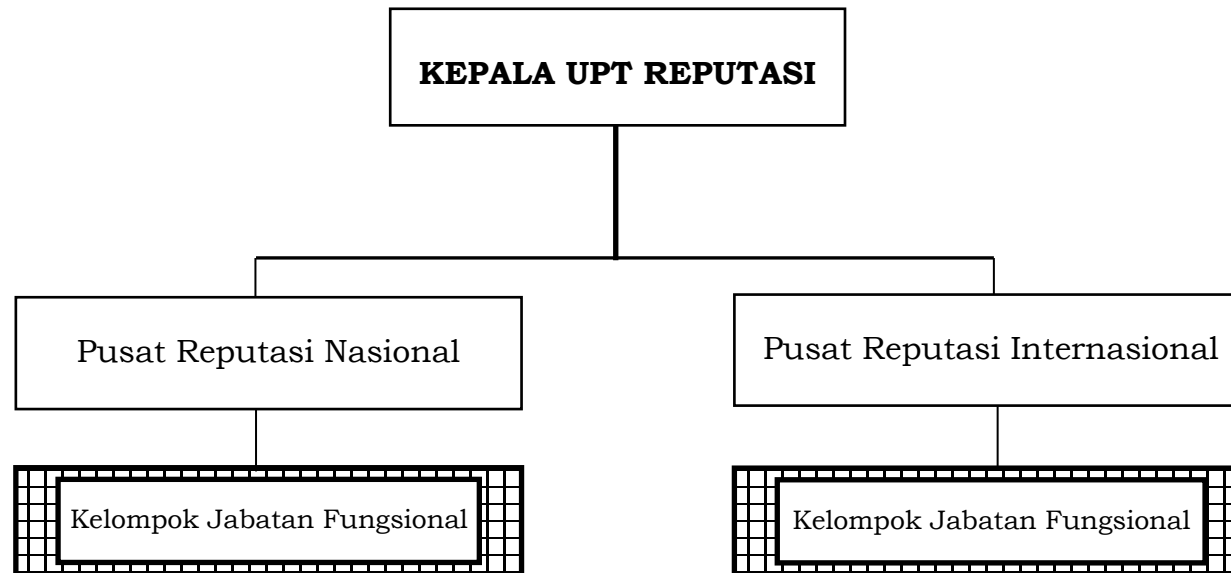 KEPALA UPT REPUTASI
Pusat Reputasi Nasional
Pusat Reputasi Internasional
Kelompok Jabatan Fungsional
Kelompok Jabatan Fungsional